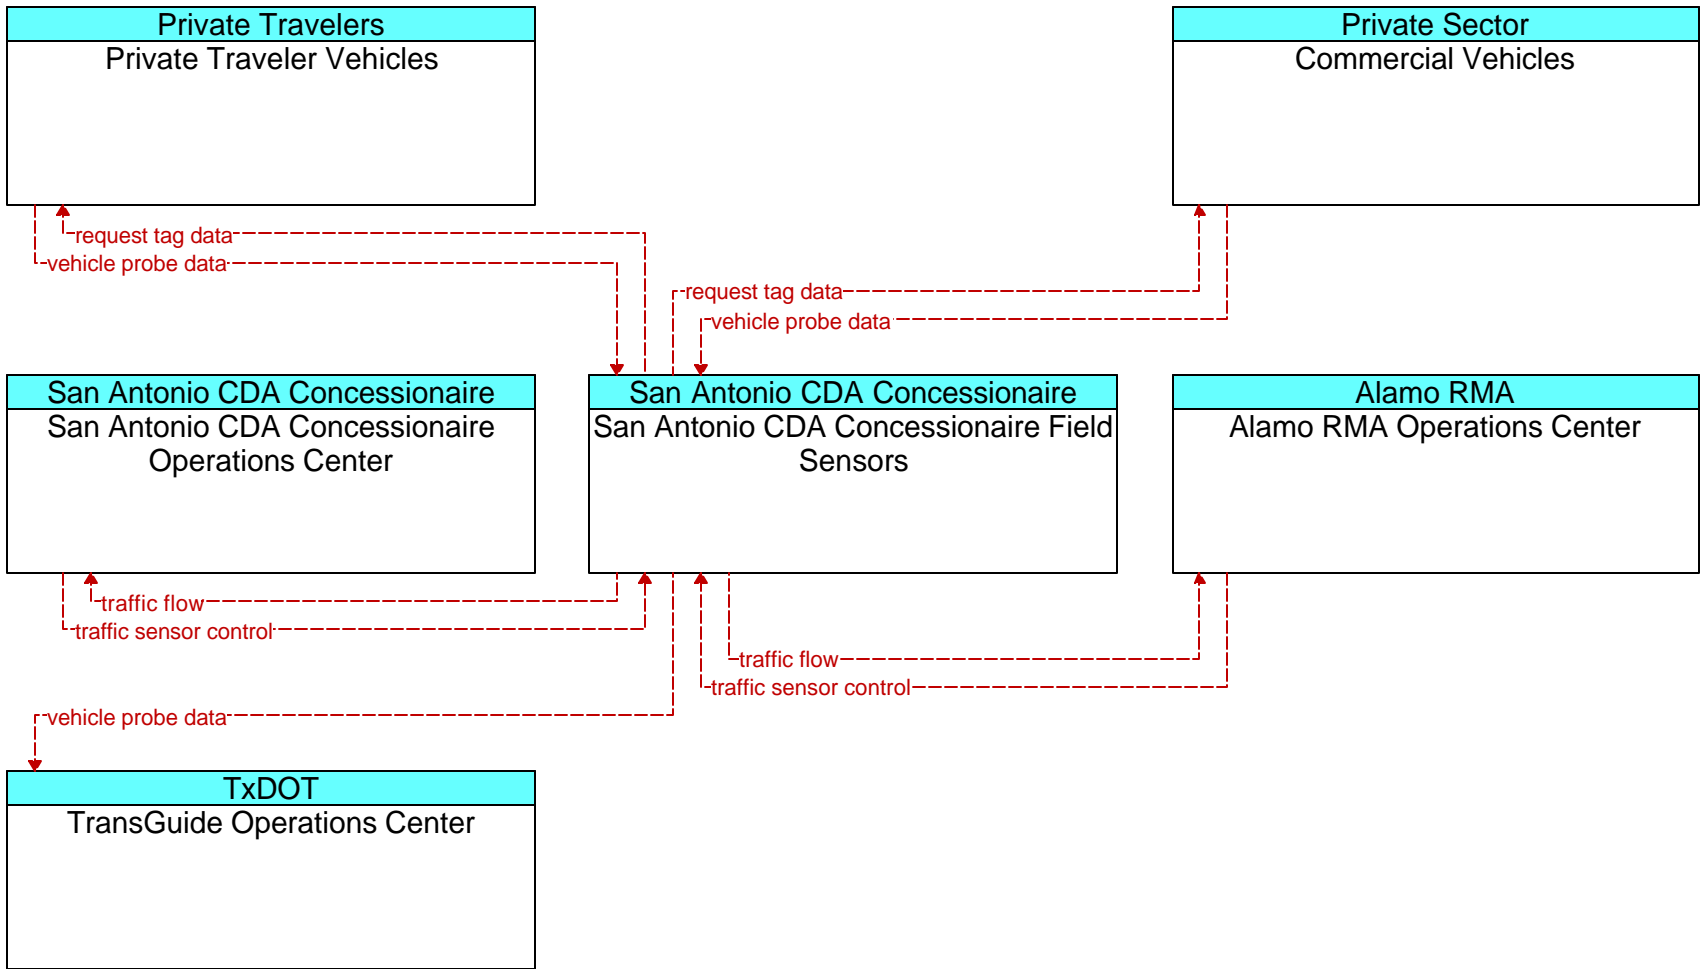 Private Travelers
Private Traveler Vehicles
Private Sector
Commercial Vehicles
request tag data
vehicle probe data
request tag data
vehicle probe data
San Antonio CDA Concessionaire
San Antonio CDA Concessionaire
Operations Center
San Antonio CDA Concessionaire
San Antonio CDA Concessionaire Field
Sensors
Alamo RMA
Alamo RMA Operations Center
traffic flow
traffic sensor control
traffic flow
traffic sensor control
vehicle probe data
TxDOT
TransGuide Operations Center